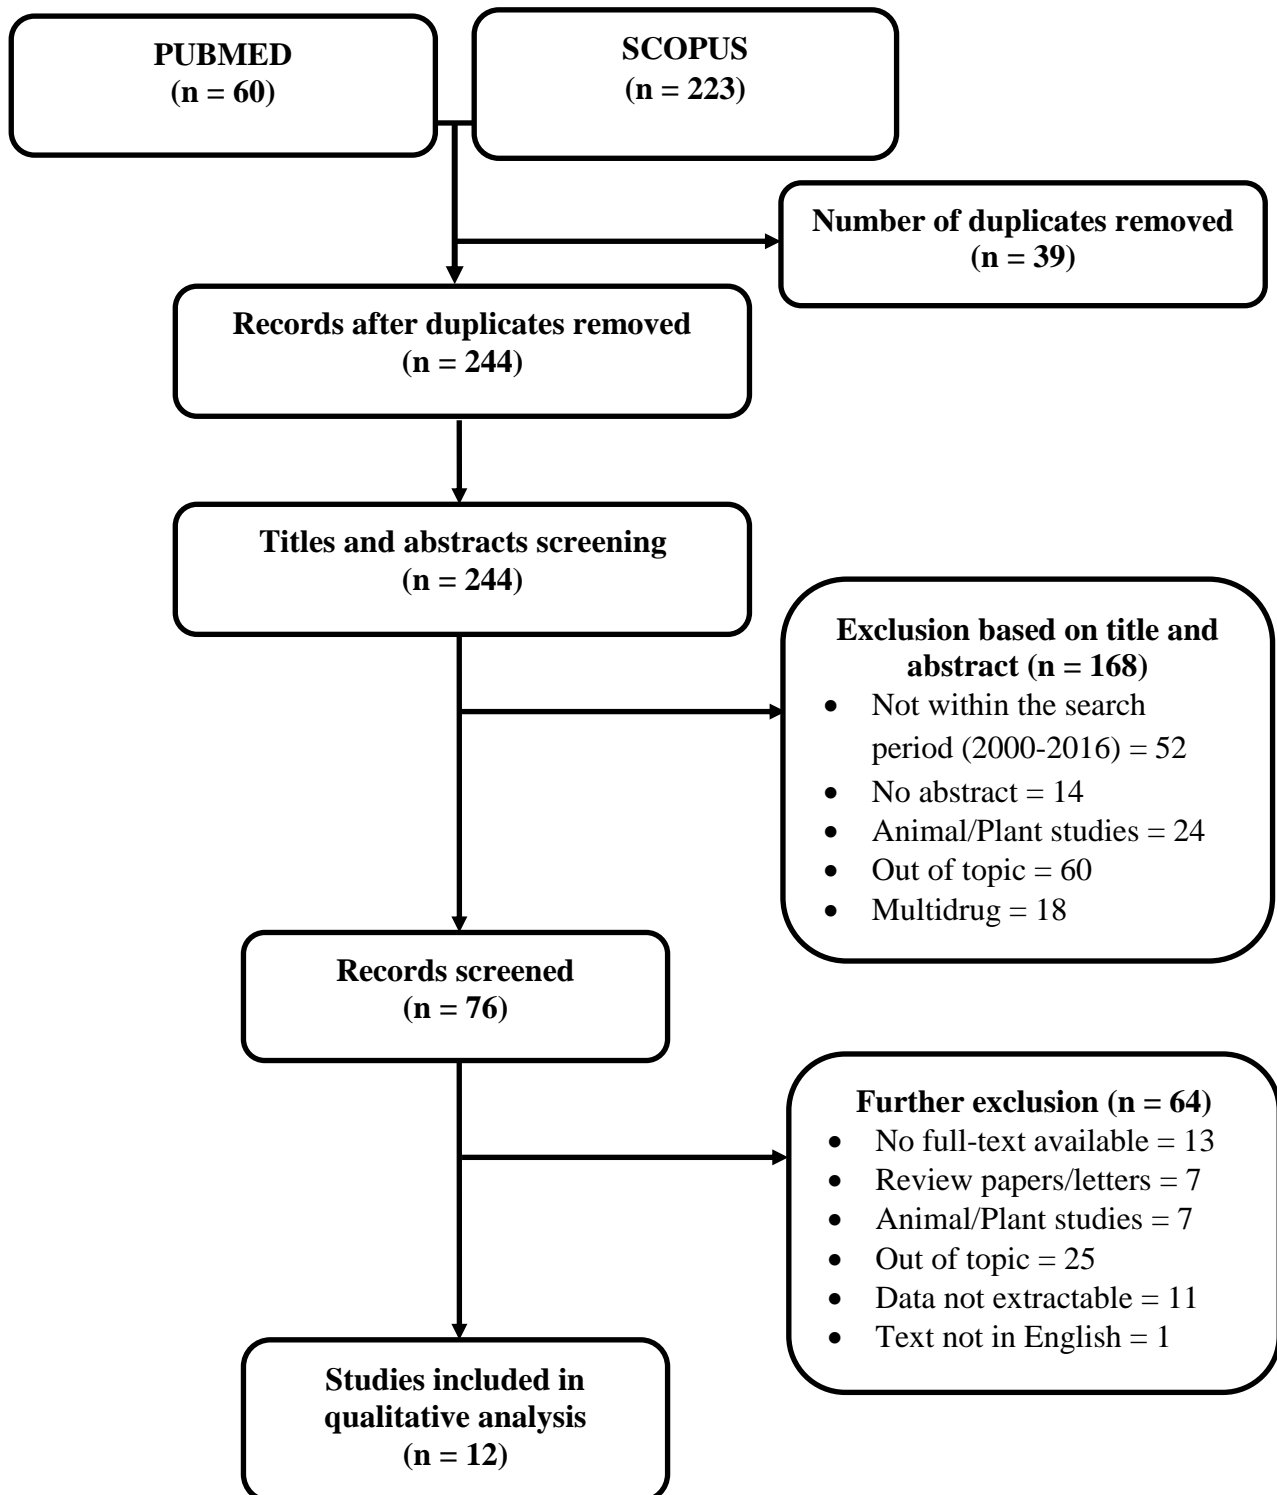 PUBMED
(n = 60)
SCOPUS
(n = 223)
Number of duplicates removed
(n = 39)
Records after duplicates removed
(n = 244)
Titles and abstracts screening
(n = 244)
Exclusion based on title and
abstract (n = 168)
• Not within the search
period (2000-2016) = 52
• No abstract = 14
• Animal/Plant studies = 24
• Out of topic = 60
• Multidrug = 18
Records screened
(n = 76)
Further exclusion (n = 64)
• No full-text available = 13
• Review papers/letters = 7
• Animal/Plant studies = 7
• Out of topic = 25
• Data not extractable = 11
• Text not in English = 1
Studies included in
qualitative analysis
(n = 12)